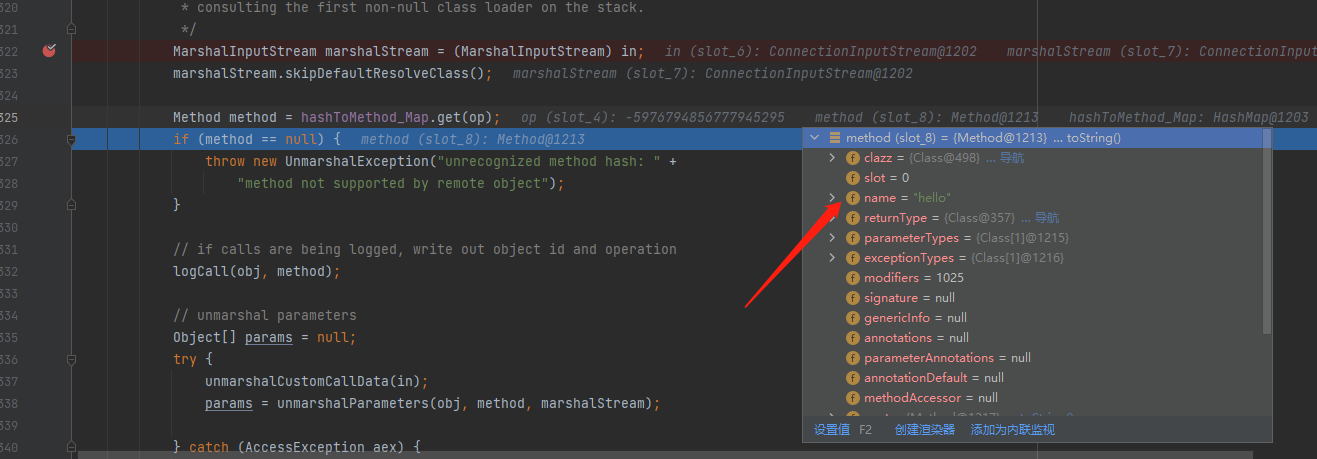 320 * consulting the first non-null class loader on the stack.
321 */
322 MarshalInputStream marshalStream = (MarshalInputStream) in; in (slot_6): ConnectionInputStream@1202 marshalStream (slot_7): ConnectionInput
323 marshalStream.skipDefaultResolveClass(); marshalStream (slot_7): ConnectionInputStream@1202
324
325 Method method = hashToMethod_Map.get(op); op (slot_4): -5976794856777945295 method (slot_8): Method@1213 hashToMethod_Map: HashMap@1203
326 if (method == null) { method (slot_8): Method@1213
327 throw new UnmarshalException("unrecognized method hash: " +
328 "method not supported by remote object");
329 }
330
331 // if calls are being logged, write out object id and operation
332 logCall(obj, method);
333
334 // unmarshal parameters
335 Object[] params = null;
336 try {
337 unmarshalCustomCallData(in);
338 params = unmarshalParameters(obj, method, marshalStream);
339
340 } catch (AccessException aex) {
method (slot_8) = {Method@1213} ... toString()
f clazz = {Class@498} ... 导航
f slot = 0
f name = "hello"
f returnType = {Class@357} ... 导航
f parameterTypes = {Class[1]@1215}
f exceptionTypes = {Class[1]@1216}
f modifiers = 1025
f signature = null
f genericInfo = null
f annotations = null
f parameterAnnotations = null
f annotationDefault = null
f methodAccessor = null
设置值 F2 创建渲染器 添加为内联监视